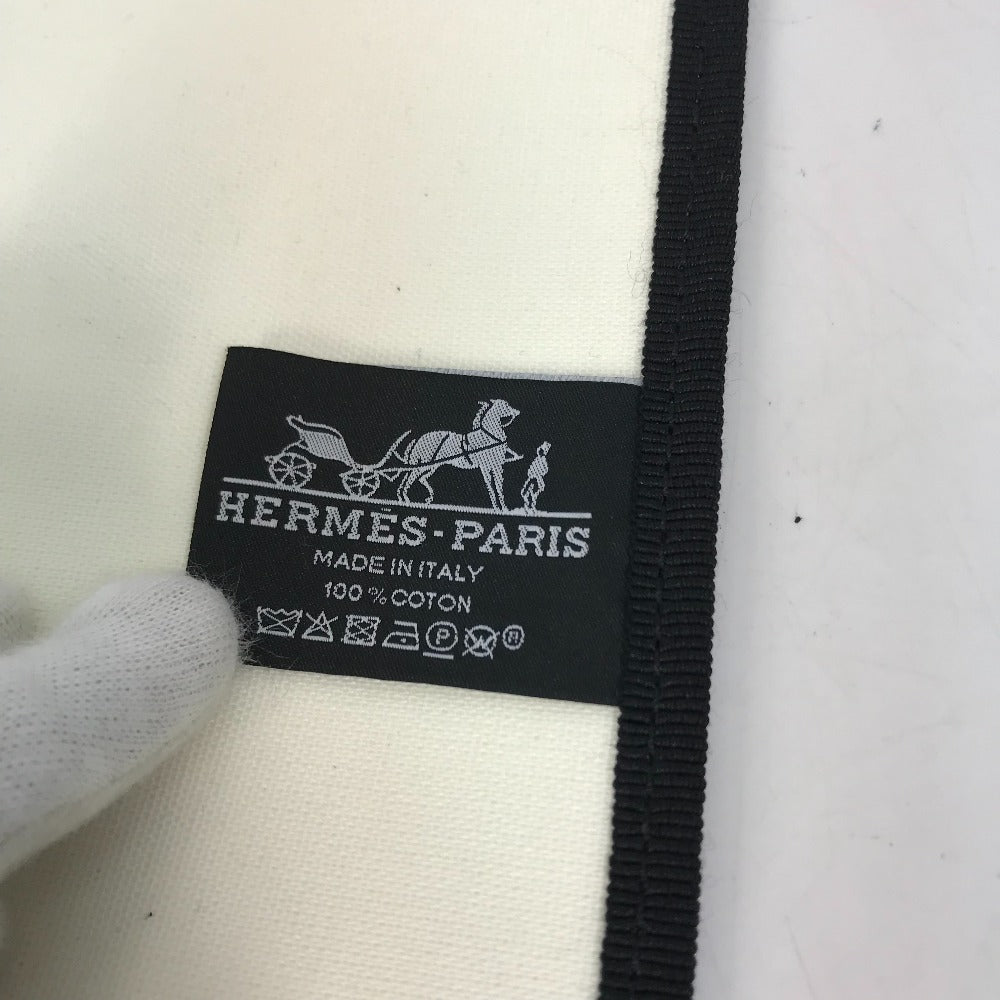 HERMÈS-PARIS
MADE IN ITALY
100 % COTON
P W ®